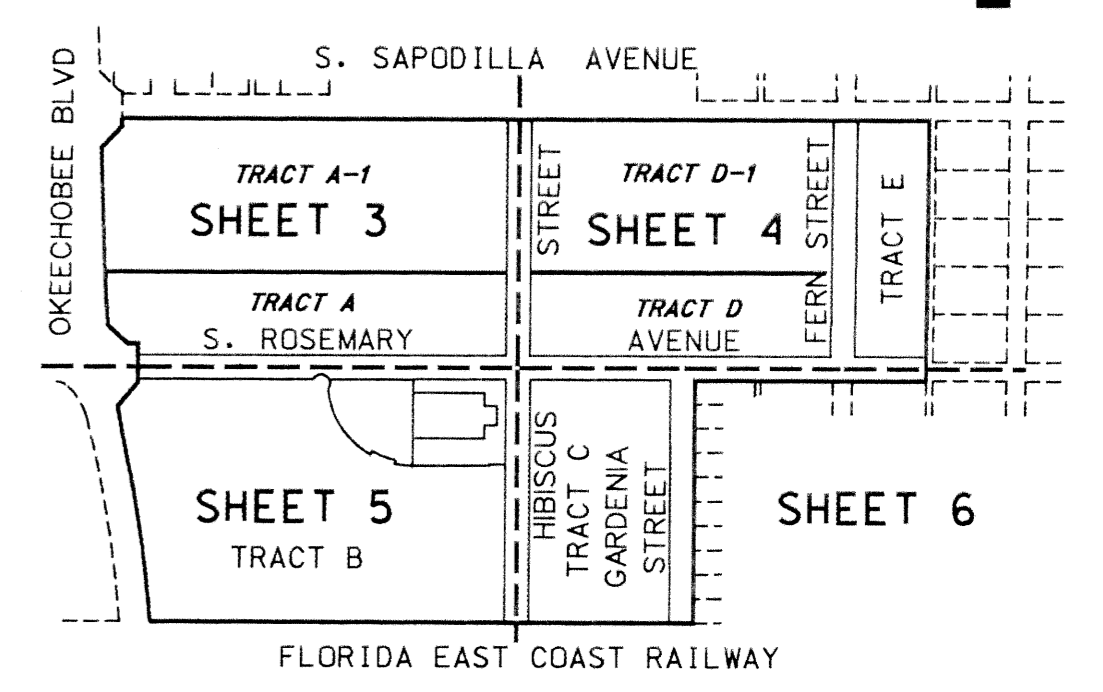 S. SAPODILLA AVENUE
OKEECHOBEE BLVD
TRACT A-1
SHEET 3
STREET
TRACT D-1
SHEET 4
FERN STREET
TRACT E
TRACT A
S. ROSEMARY
TRACT D
AVENUE
SHEET 5
TRACT B
HIBISCUS
TRACT C
GARDENIA
STREET
SHEET 6
FLORIDA EAST COAST RAILWAY